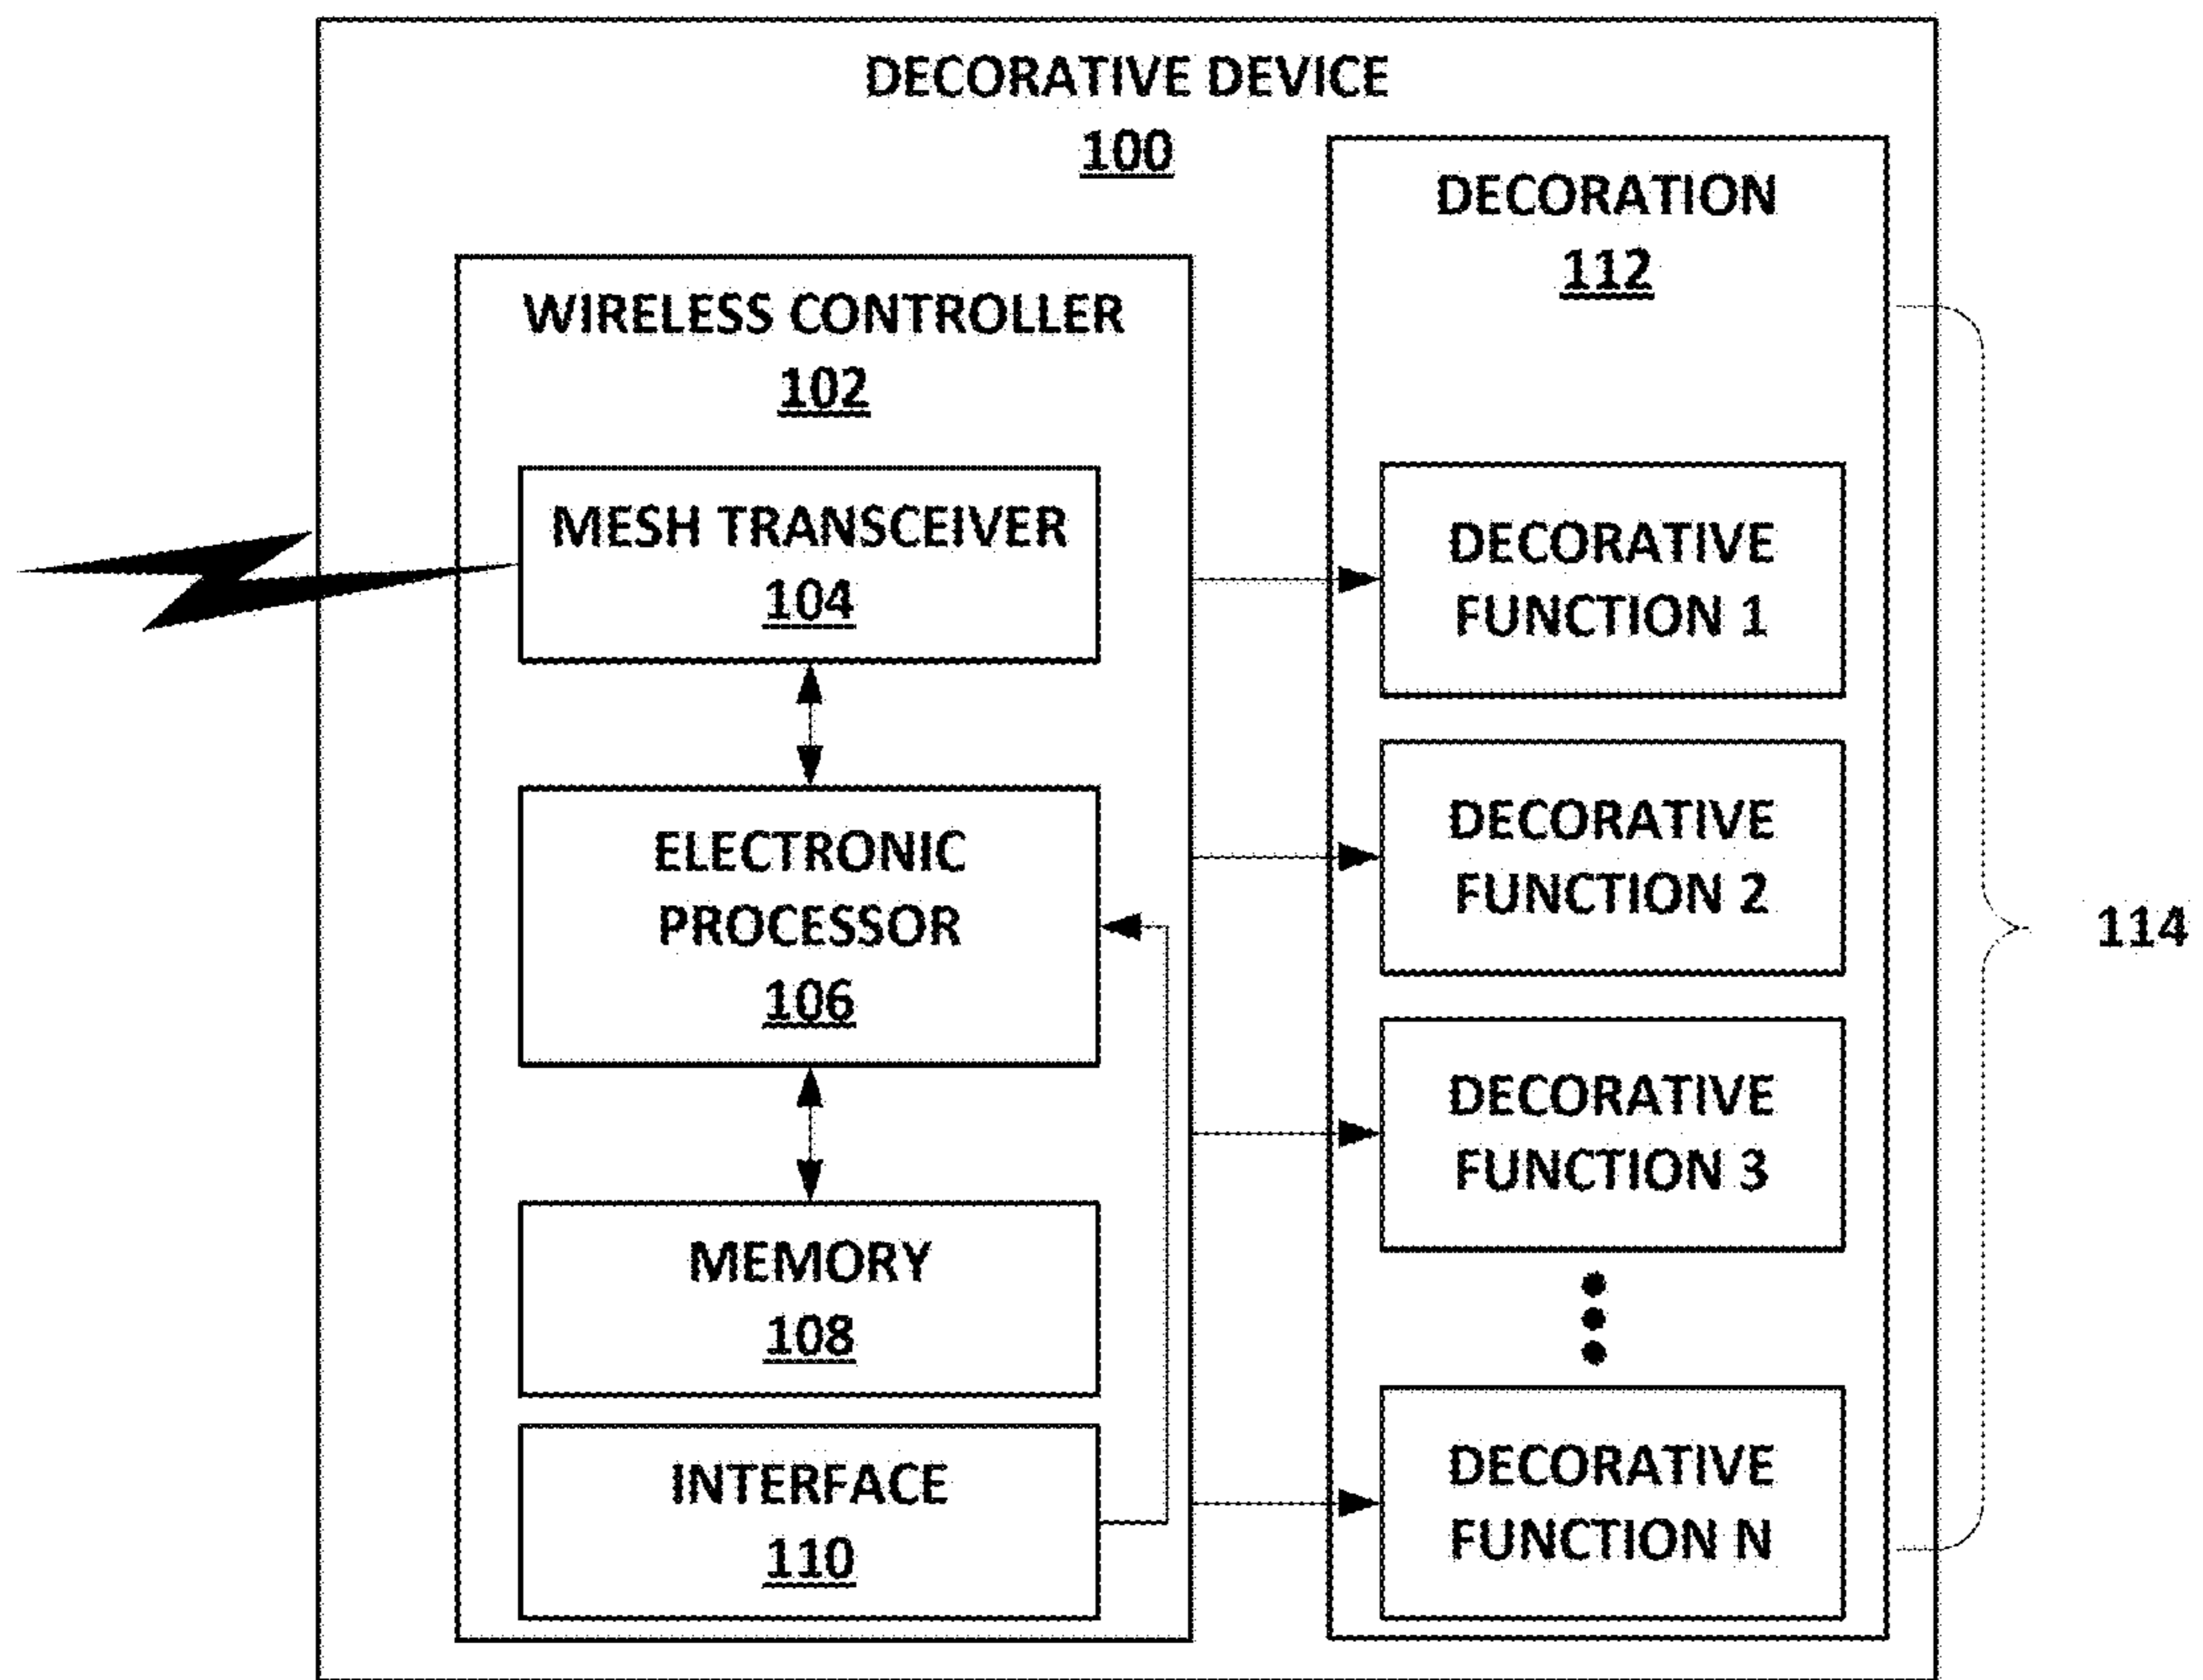 DECORATIVE DEVICE
100
WIRELESS CONTROLLER
102
MESH TRANSCEIVER
104
ELECTRONIC
PROCESSOR
106
MEMORY
108
INTERFACE
110
DECORATION
112
DECORATIVE
FUNCTION 1
DECORATIVE
FUNCTION 2
DECORATIVE
FUNCTION 3
DECORATIVE
FUNCTION N
114